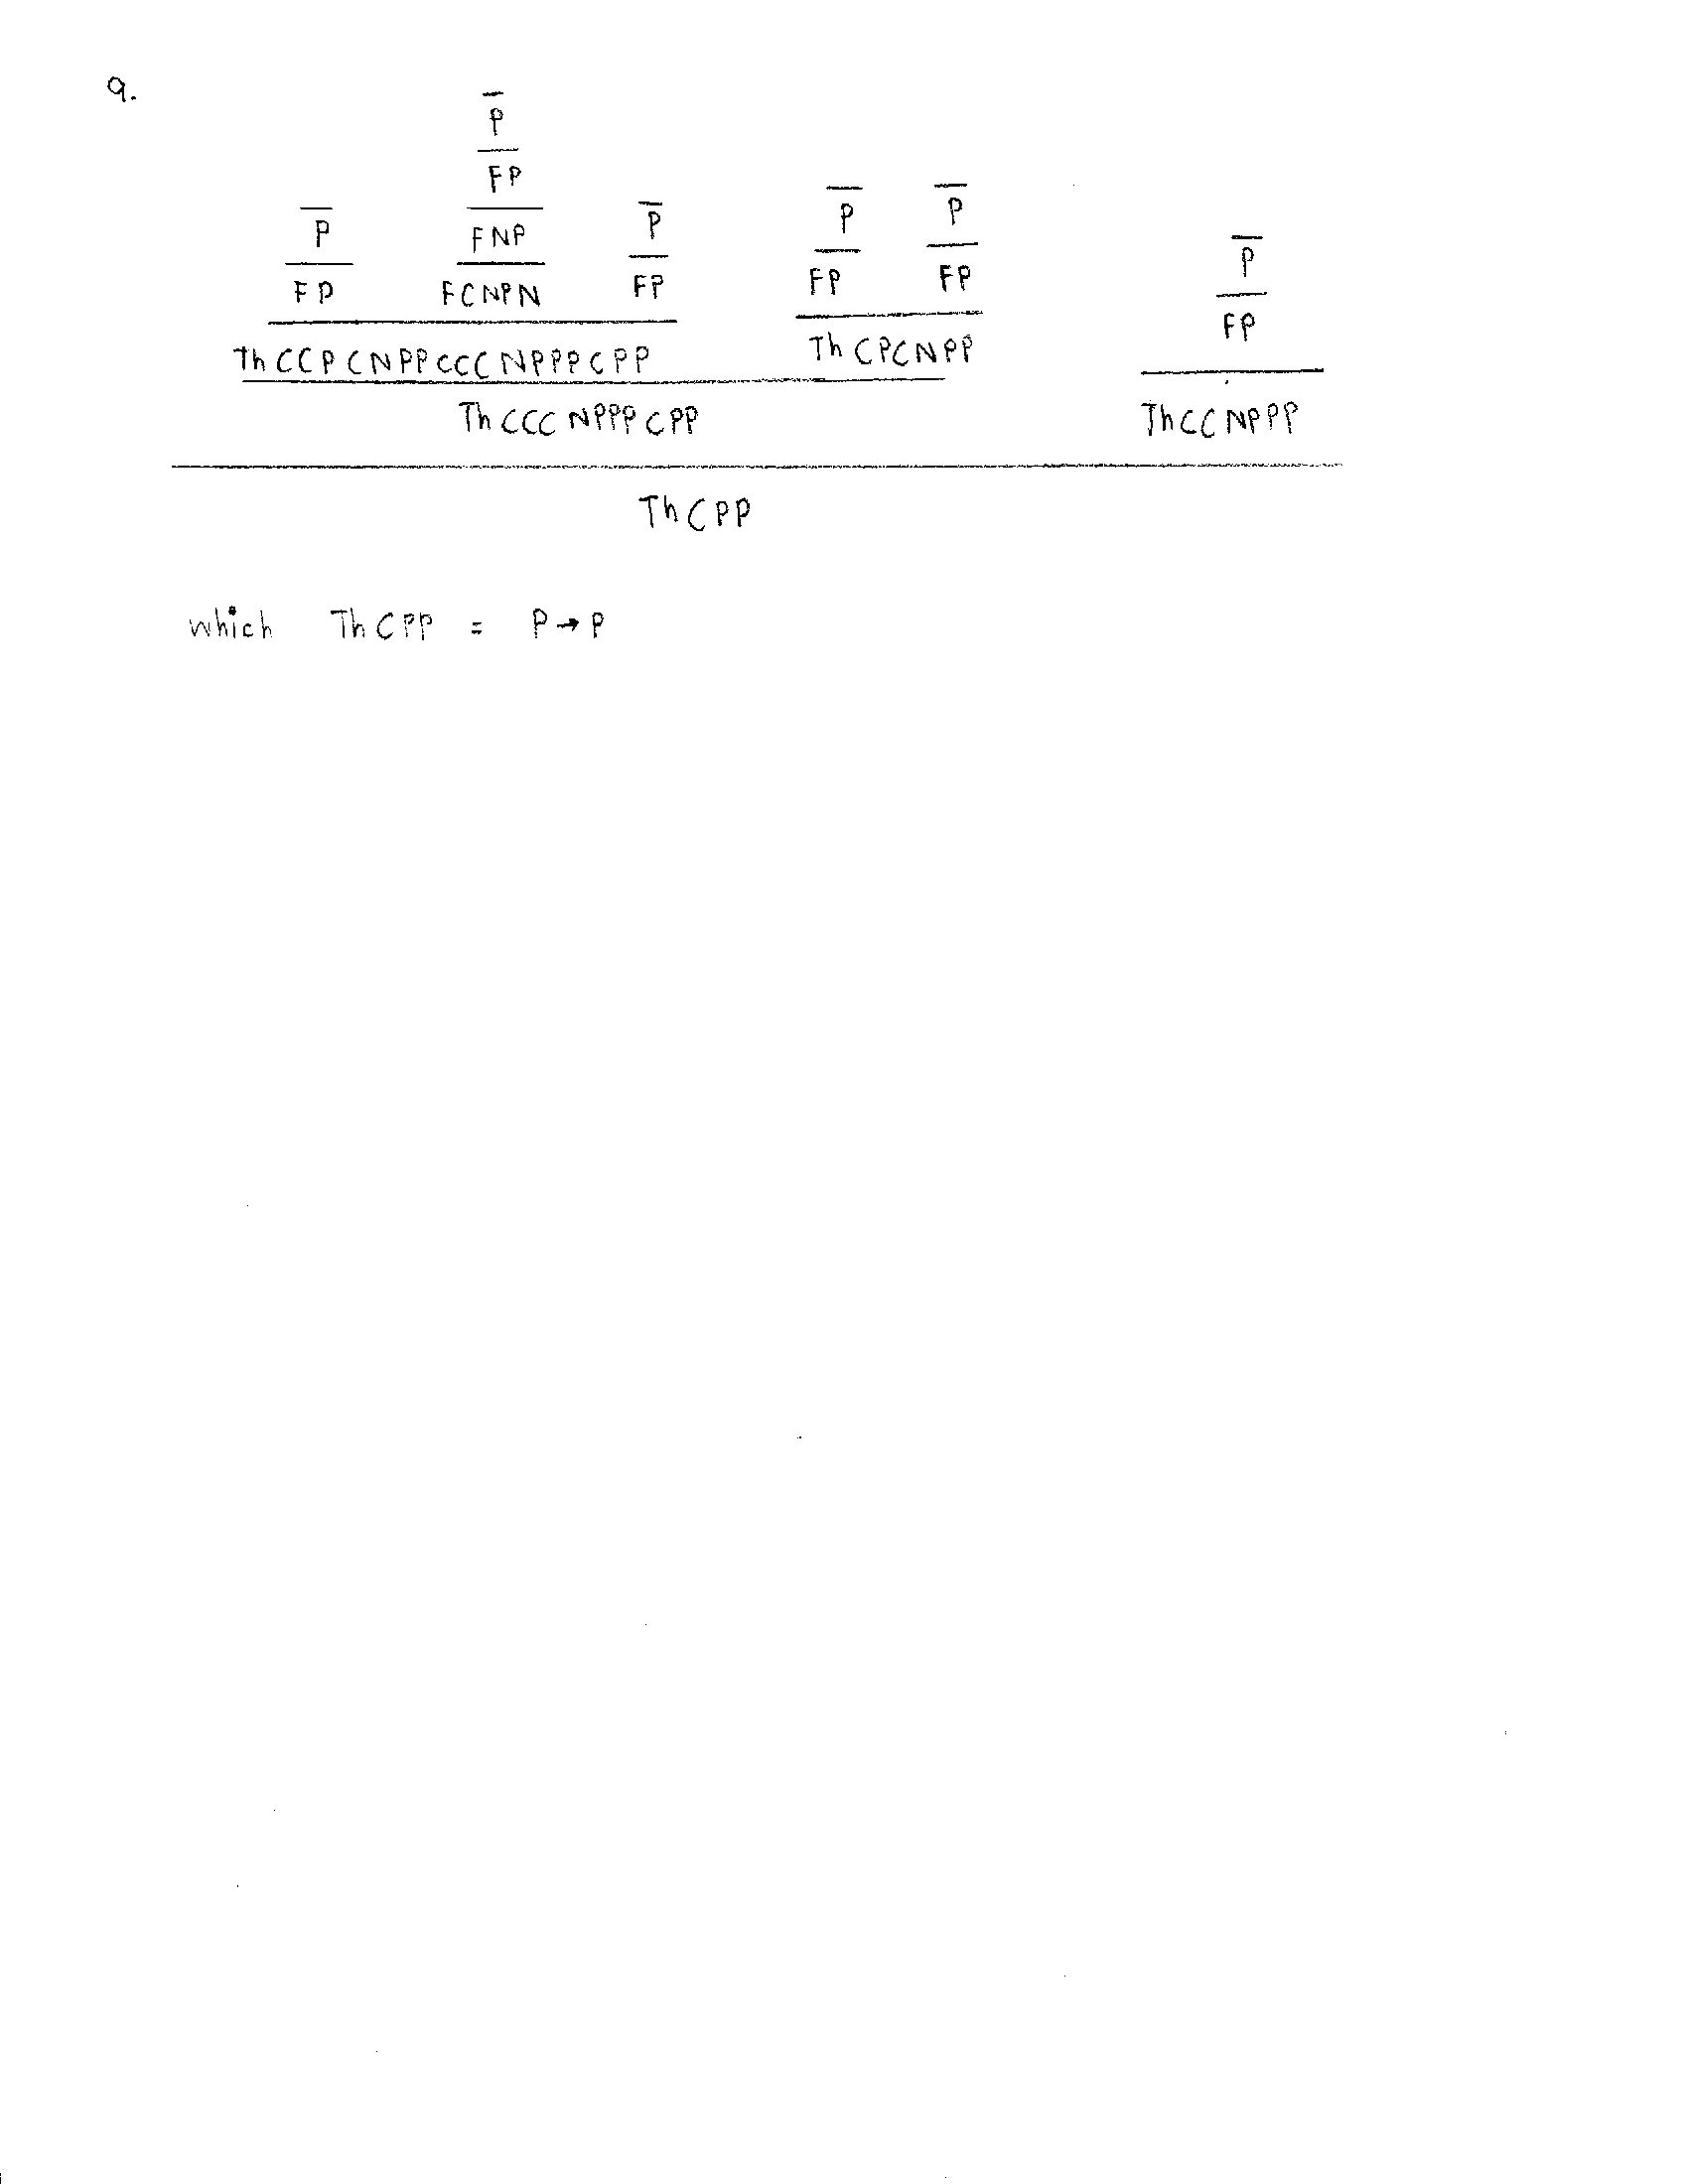 9.
P
FP
P FNP P P P
P
FP FCNPN FP FP FP
FP
ThCCPCNPPCCCNPPPCPP ThCPCNPP
ThCCCNPPPCPP ThCCNPPP
ThCPP
which ThCPP = P→P